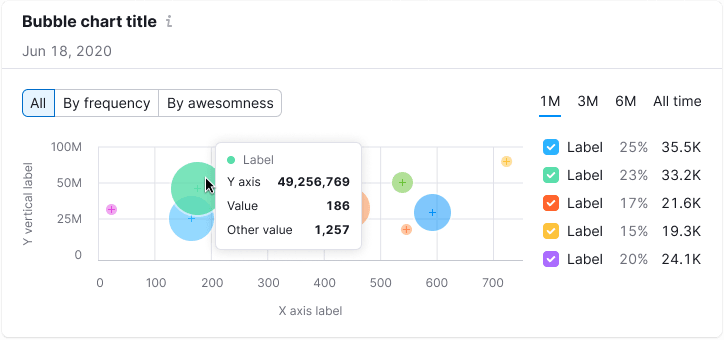 Bubble chart title i
Jun 18, 2020
All By frequency By awesomness
1M 3M 6M All time
Y vertical label
100M
50M
25M
0
0 100 200 300 400 500 600 700
X axis label
Label
Y axis 49,256,769
Value 186
Other value 1,257
Label 25% 35.5K
Label 23% 33.2K
Label 17% 21.6K
Label 15% 19.3K
Label 20% 24.1K